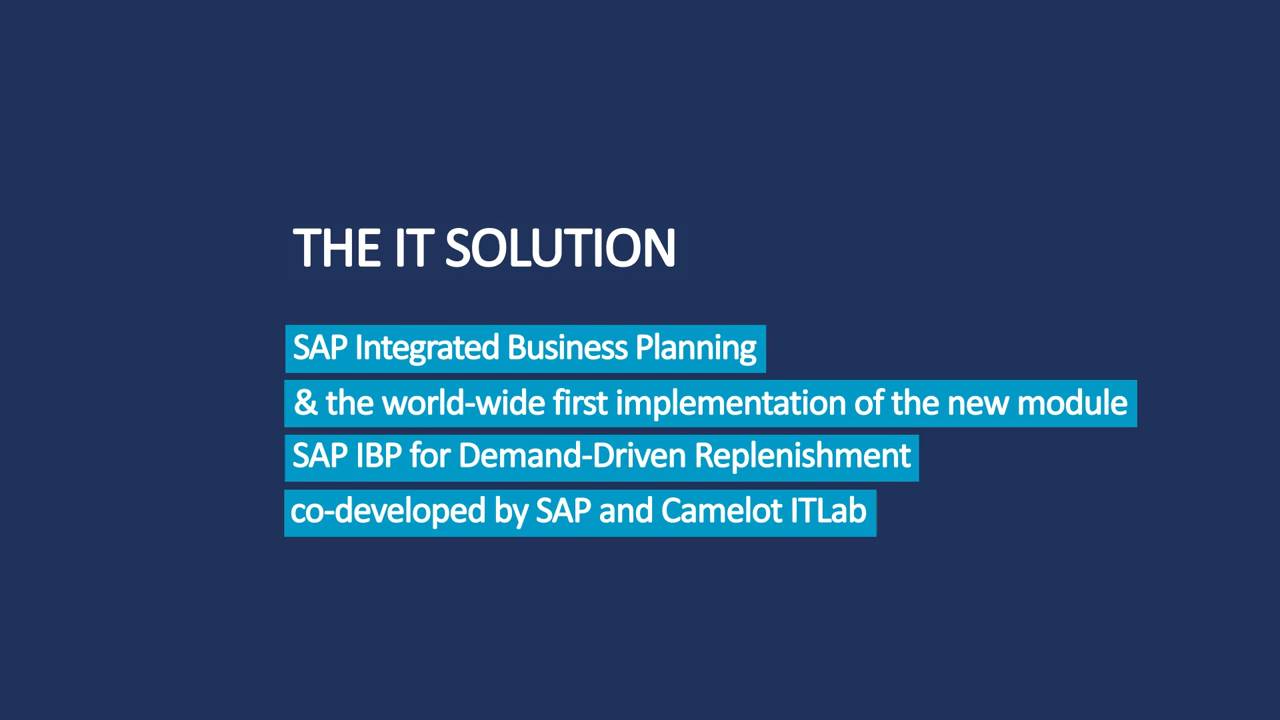 THE IT SOLUTION
SAP Integrated Business Planning
& the world-wide first implementation of the new module
SAP IBP for Demand-Driven Replenishment
co-developed by SAP and Camelot ITLab